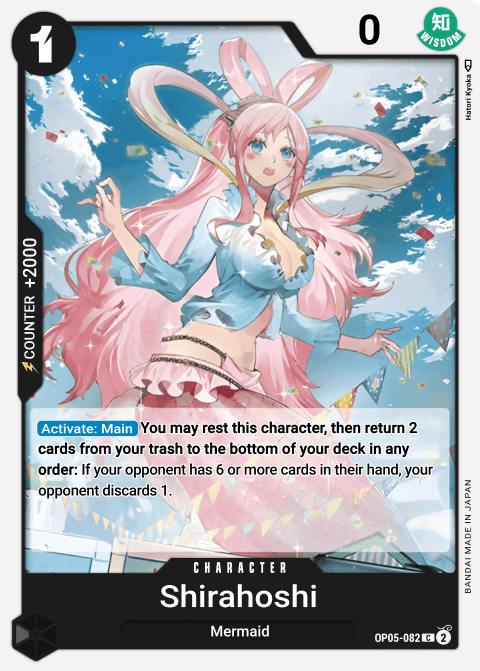 1
0
知
WISDOM
Hatori Kyoka
COUNTER +2000
Activate: Main You may rest this character, then return 2
cards from your trash to the bottom of your deck in any
order: If your opponent has 6 or more cards in their hand, your
opponent discards 1.
BANDAI MADE IN JAPAN
CHARACTER
Shirahoshi
Mermaid
OP05-082 C 2